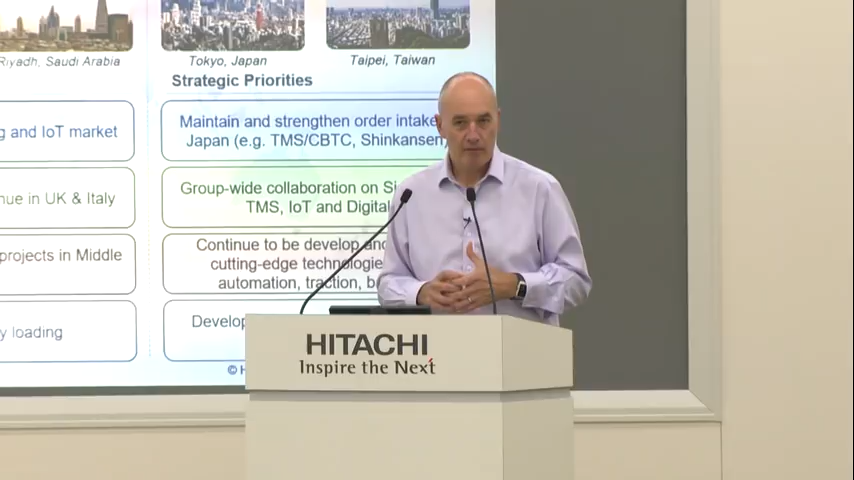 Riyadh, Saudi Arabia
Tokyo, Japan
Taipei, Taiwan
Strategic Priorities
and IoT market
Maintain and strengthen order intake
Japan (e.g. TMS/CBTC, Shinkansen)
in UK & Italy
Group-wide collaboration on
TMS, IoT and Digital
projects in Middle
Continue to be develop and
cutting-edge technologies
automation, traction,
loading
Develop
©
HITACHI
Inspire the Next